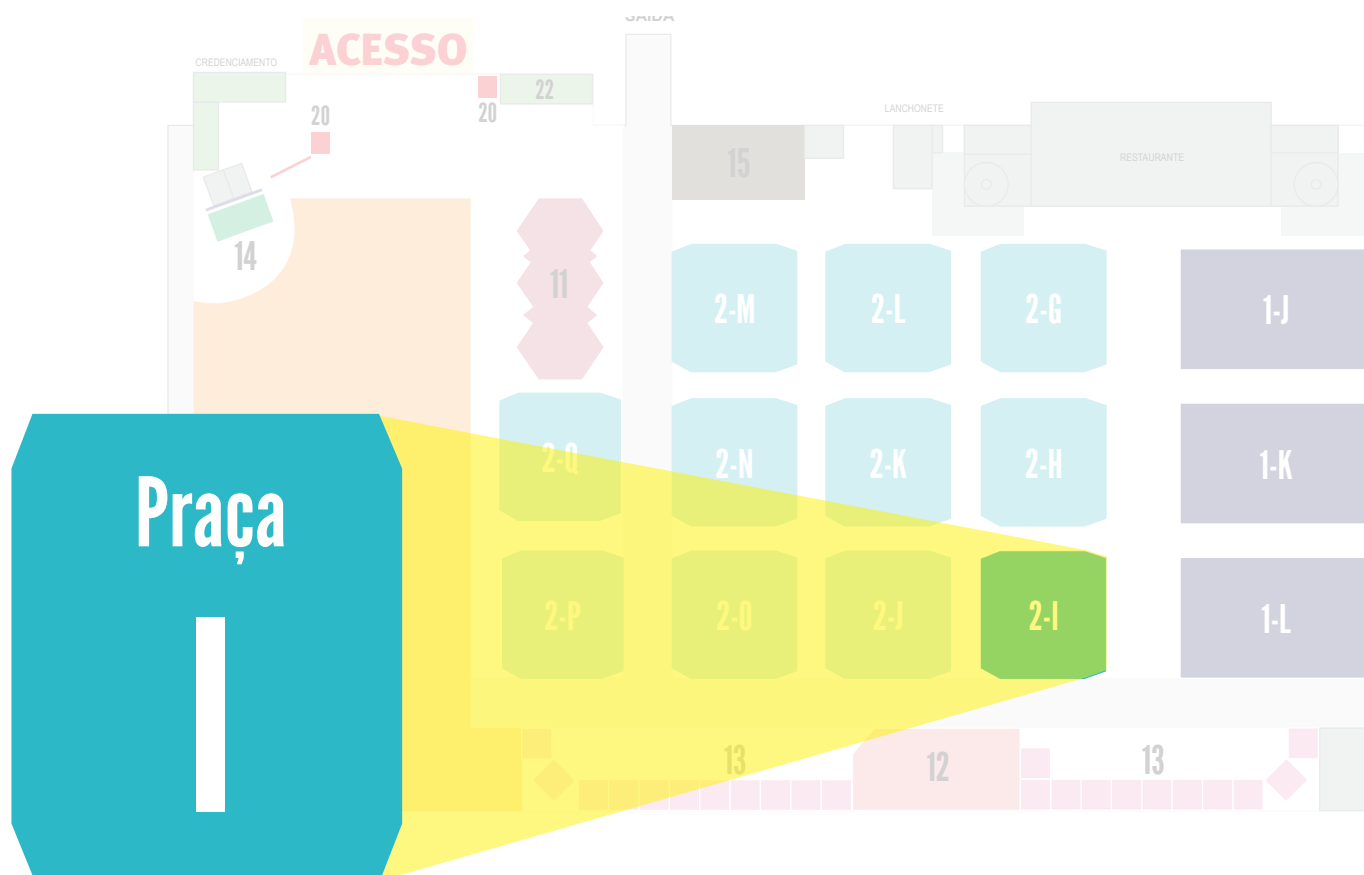 SAÍDA
ACESSO
CREDENCIAMENTO
22
20
20
LANCHONETE
15
RESTAURANTE
14
11
2-M
2-L
2-G
1-J
2-Q
2-N
2-K
2-H
1-K
Praça
I
2-P
2-O
2-J
2-I
1-L
13
12
13